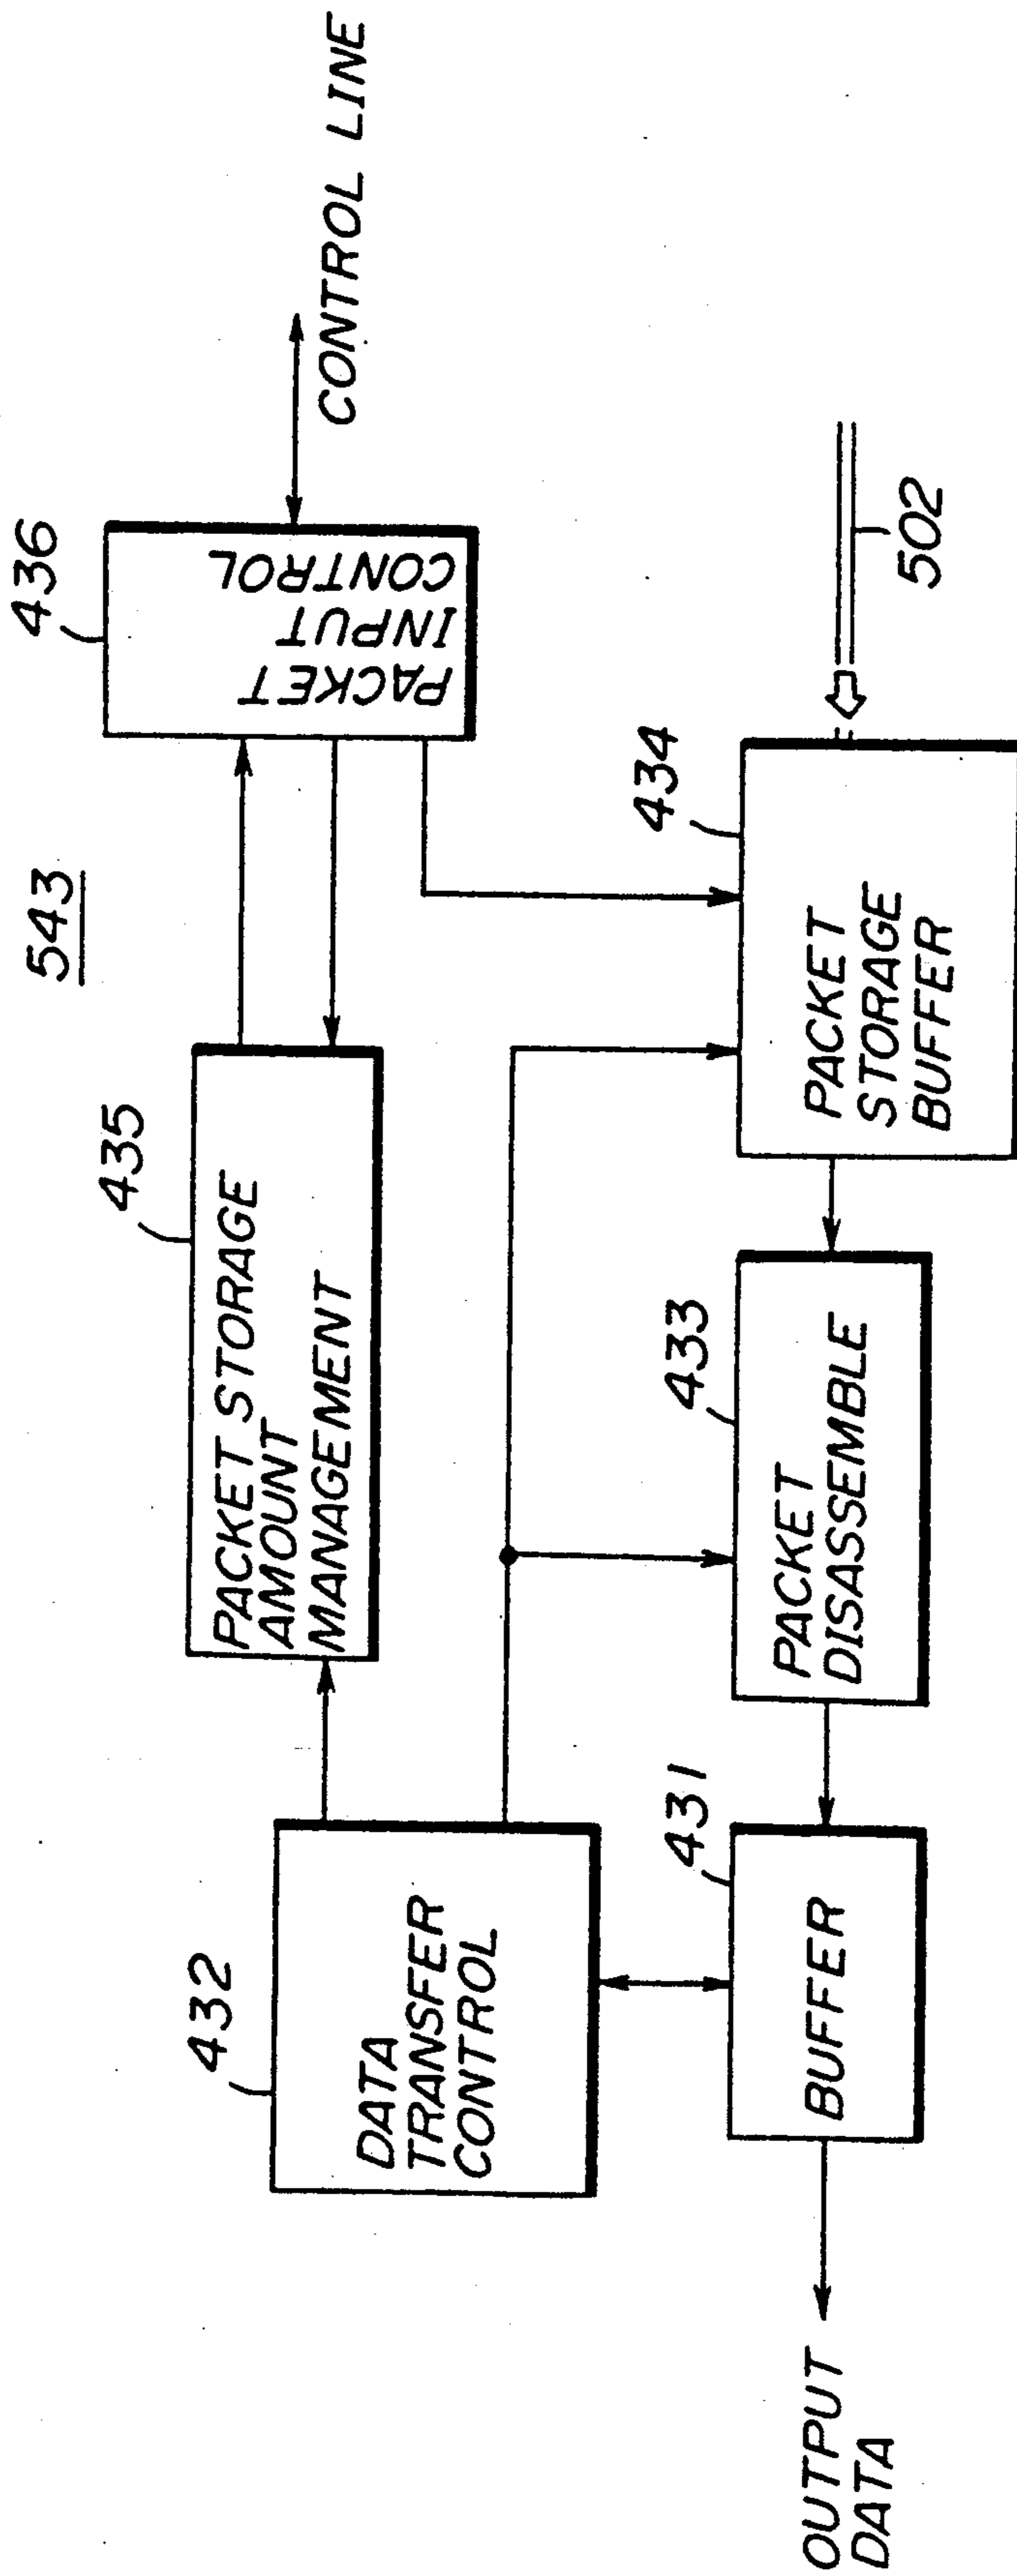 543
432
DATA
TRANSFER
CONTROL
435
PACKET STORAGE
AMOUNT
MANAGEMENT
436
PACKET
INPUT
CONTROL
CONTROL LINE
OUTPUT
DATA
431
BUFFER
433
PACKET
DISASSEMBLE
434
PACKET
STORAGE
BUFFER
502